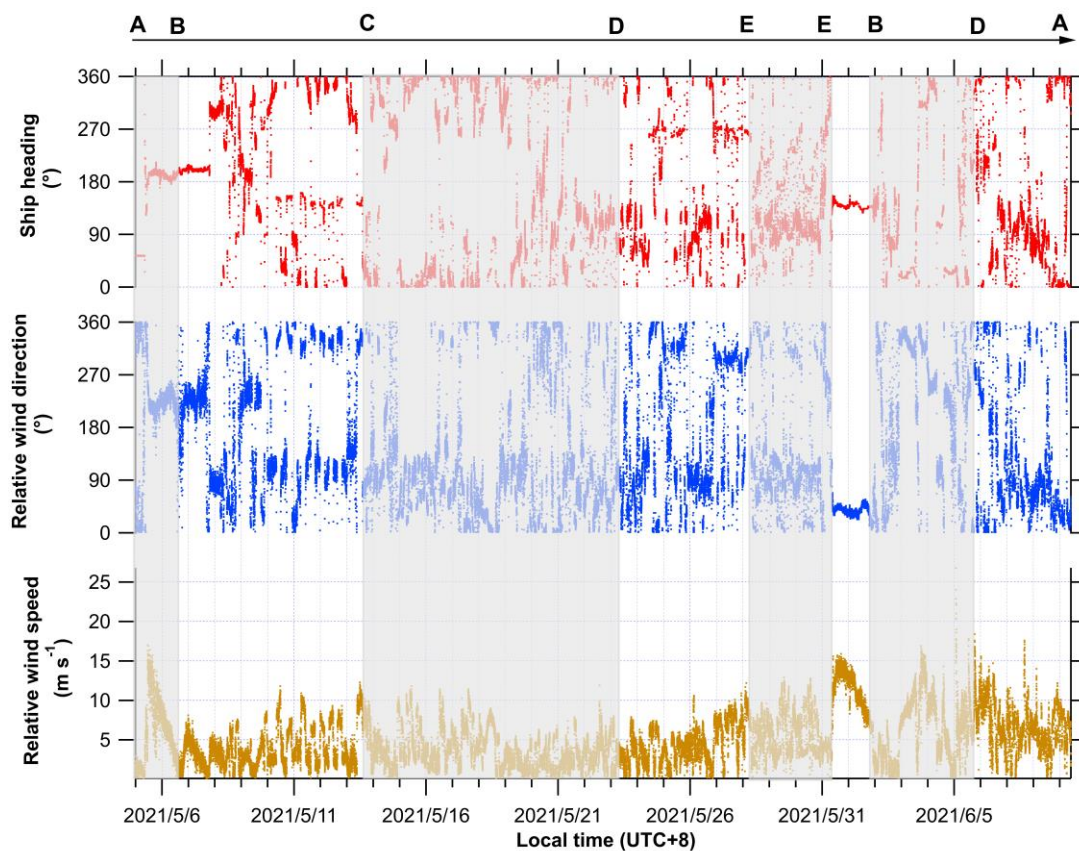 A B C D E E B D A
360
270
180
90
0
Ship heading
(°)
360
270
180
90
0
Relative wind direction
(°)
25
20
15
10
5
Relative wind speed
(m s⁻¹)
2021/5/6 2021/5/11 2021/5/16 2021/5/21 2021/5/26 2021/5/31 2021/6/5
Local time (UTC+8)